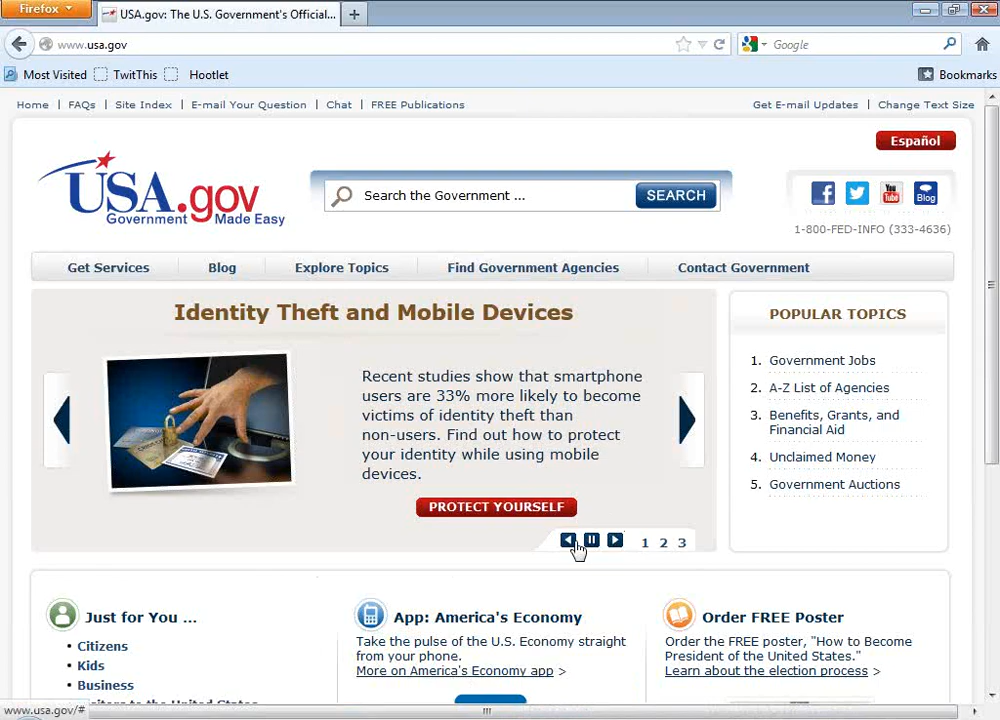 Firefox
USA.gov: The U.S. Government's Official...
www.usa.gov
Google
Most Visited
TwitThis
Hootlet
Bookmarks
Home | FAQs | Site Index | E-mail Your Question | Chat | FREE Publications
Get E-mail Updates | Change Text Size
Español
USA.gov
Government Made Easy
Search the Government ...
SEARCH
You Tube
Blog
1-800-FED-INFO (333-4636)
Get Services
Blog
Explore Topics
Find Government Agencies
Contact Government
Identity Theft and Mobile Devices
Recent studies show that smartphone
users are 33% more likely to become
victims of identity theft than
non-users. Find out how to protect
your identity while using mobile
devices.
PROTECT YOURSELF
1 2 3
POPULAR TOPICS
1. Government Jobs
2. A-Z List of Agencies
3. Benefits, Grants, and
Financial Aid
4. Unclaimed Money
5. Government Auctions
Just for You ...
• Citizens
• Kids
• Business
App: America's Economy
Take the pulse of the U.S. Economy straight
from your phone.
More on America's Economy app >
Order FREE Poster
Order the FREE poster, "How to Become
President of the United States."
Learn about the election process >
www.usa.gov/#